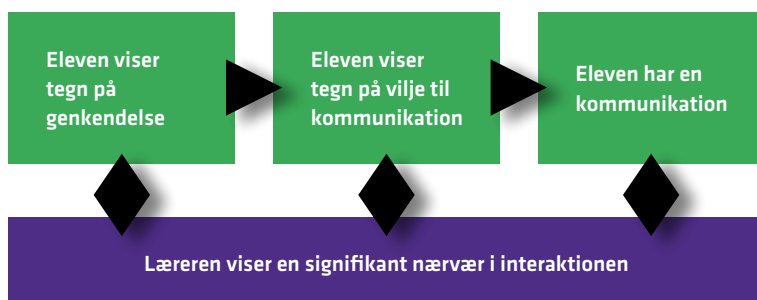 Eleven viser
tegn på
genkendelse
Eleven viser
tegn på vilje til
kommunikation
Eleven har en
kommunikation
Læreren viser en signifikant nærvær i interaktionen